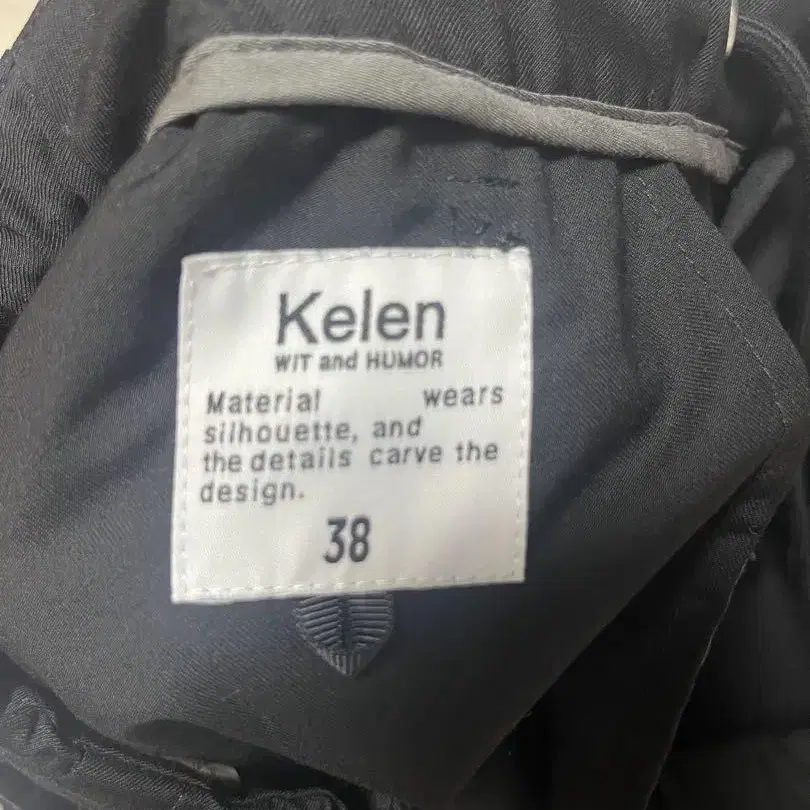 Kelen
WIT and HUMOR
Material wears
silhouette, and
the details carve the
design.
38